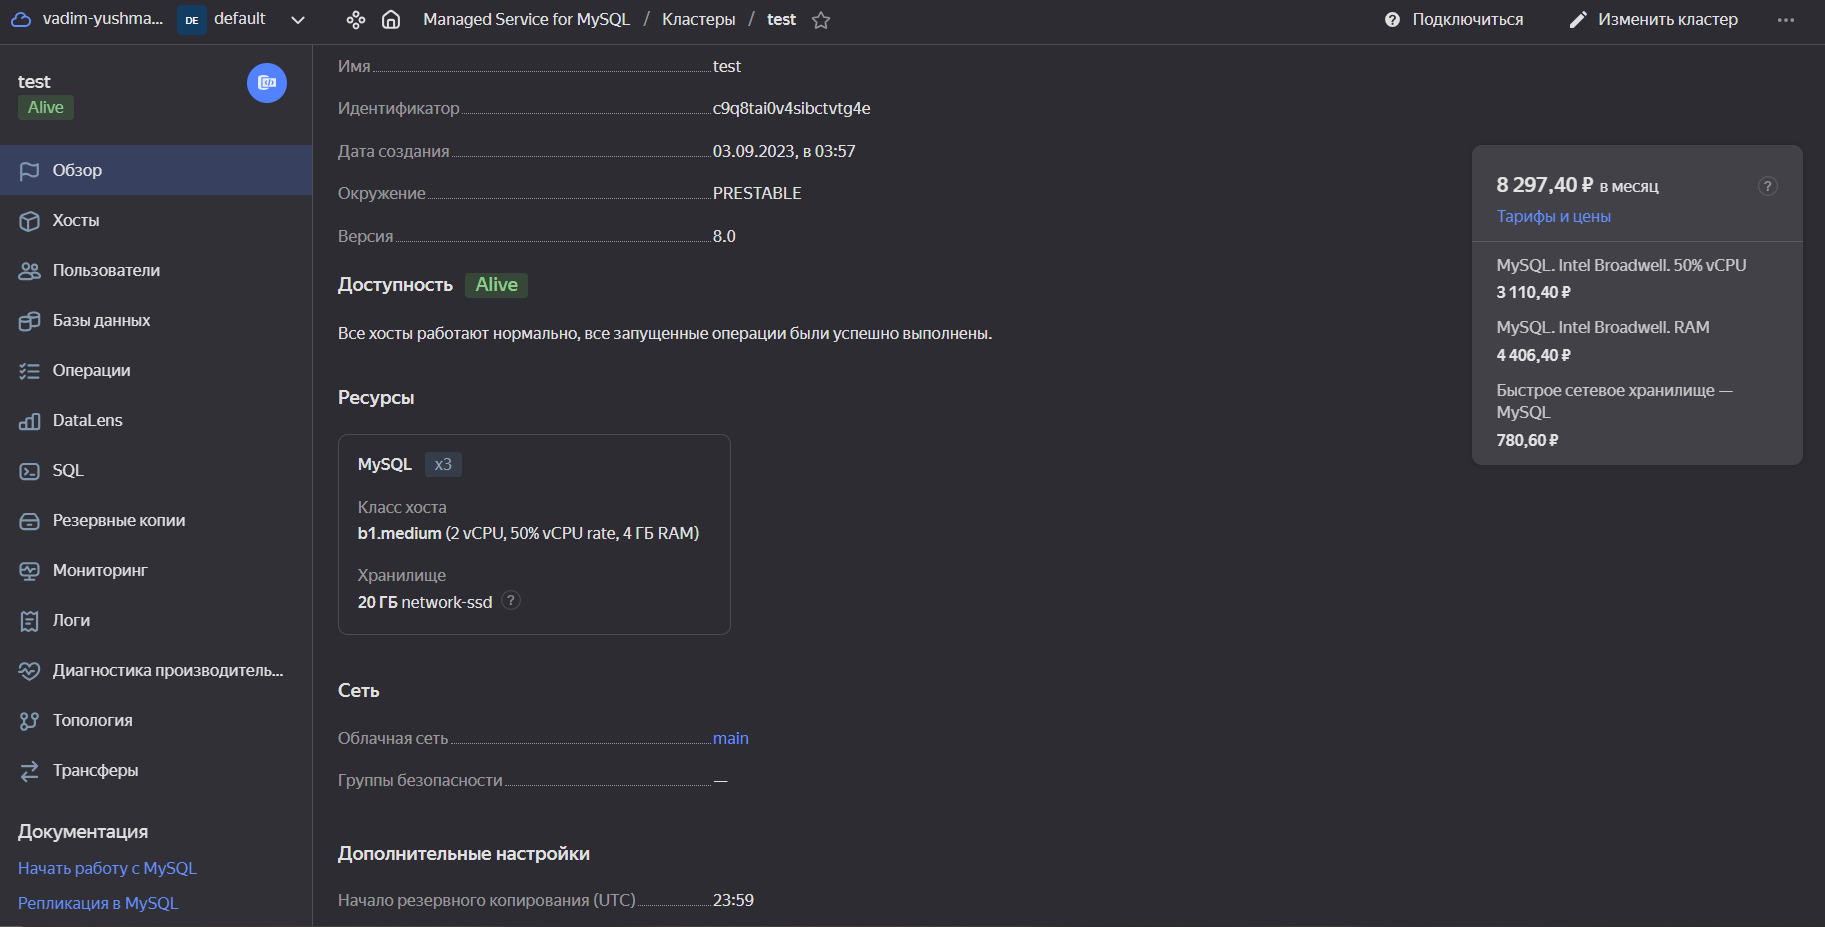 vadim-yushma...
DE
default
Managed Service for MySQL / Кластеры / test
Подключиться
Изменить кластер
test
Alive
Обзор
Хосты
Пользователи
Базы данных
Операции
DataLens
SQL
Резервные копии
Мониторинг
Логи
Диагностика производитель...
Топология
Трансферы
Документация
Начать работу с MySQL
Репликация в MySQL
Имя test
Идентификатор c9q8tai0v4sibctvtg4e
Дата создания 03.09.2023, в 03:57
Окружение PRESTABLE
Версия 8.0
Доступность Alive
Все хосты работают нормально, все запущенные операции были успешно выполнены.
Ресурсы
MySQL x3
Класс хоста
b1.medium (2 vCPU, 50% vCPU rate, 4 ГБ RAM)
Хранилище
20 ГБ network-ssd ?
Сеть
Облачная сеть main
Группы безопасности —
Дополнительные настройки
Начало резервного копирования (UTC) 23:59
8 297,40 ₽ в месяц ?
Тарифы и цены
MySQL. Intel Broadwell. 50% vCPU
3 110,40 ₽
MySQL. Intel Broadwell. RAM
4 406,40 ₽
Быстрое сетевое хранилище —
MySQL
780,60 ₽